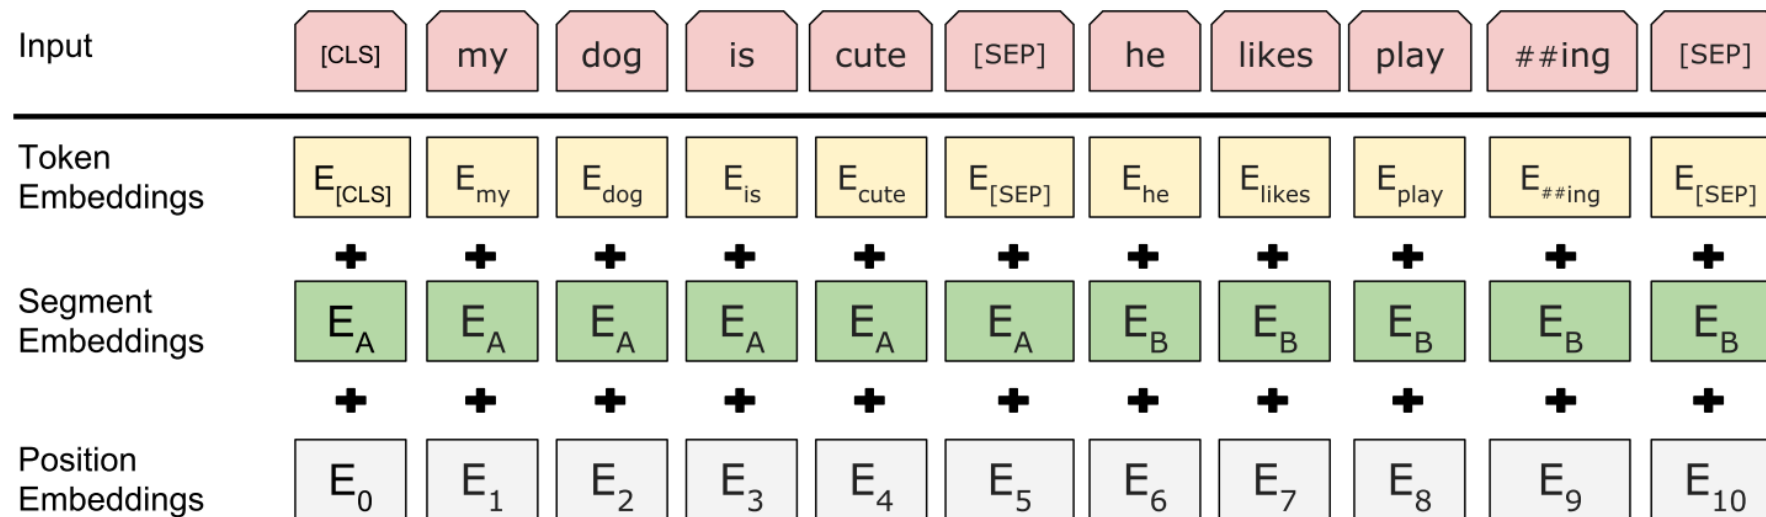 Input [CLS] my dog is cute [SEP] he likes play ##ing [SEP]
Token
Embeddings E[CLS] Emy Edog Eis Ecute E[SEP] Ehe Elikes Eplay E##ing E[SEP]
+ + + + + + + + + + +
Segment
Embeddings EA EA EA EA EA EA EB EB EB EB EB
+ + + + + + + + + + +
Position
Embeddings E0 E1 E2 E3 E4 E5 E6 E7 E8 E9 E10